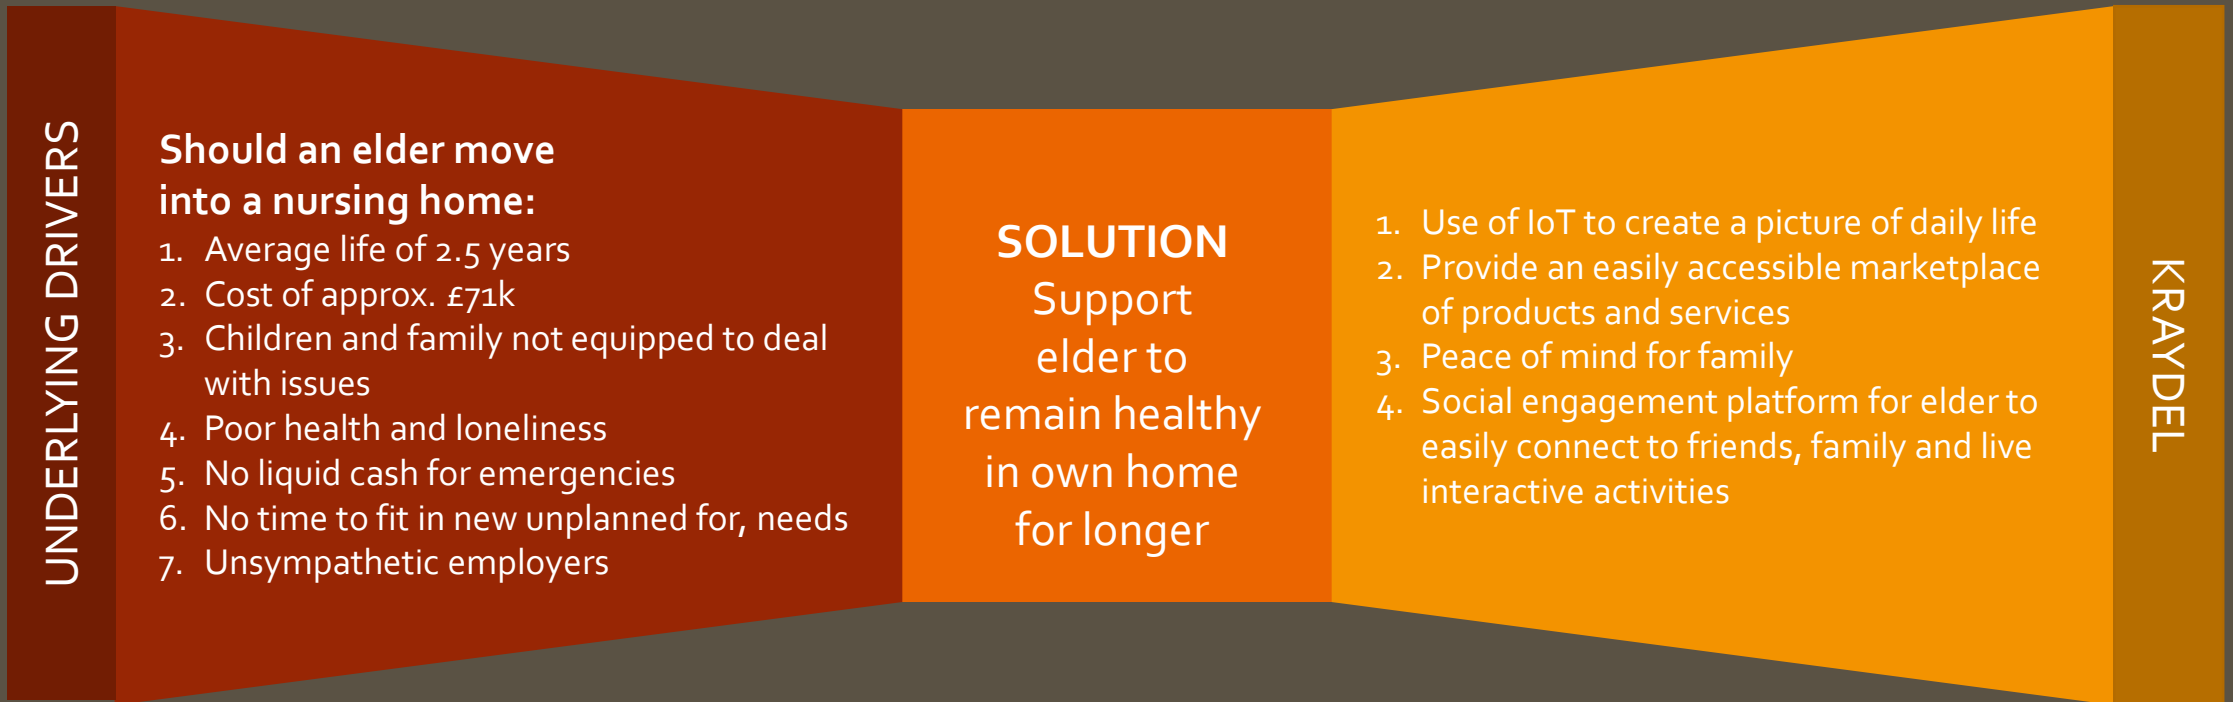 UNDERLYING DRIVERS
Should an elder move
into a nursing home:
1. Average life of 2.5 years
2. Cost of approx. £71k
3. Children and family not equipped to deal
with issues
4. Poor health and loneliness
5. No liquid cash for emergencies
6. No time to fit in new unplanned for, needs
7. Unsympathetic employers
SOLUTION
Support
elder to
remain healthy
in own home
for longer
1. Use of IoT to create a picture of daily life
2. Provide an easily accessible marketplace
of products and services
3. Peace of mind for family
4. Social engagement platform for elder to
easily connect to friends, family and live
interactive activities
KRAYDEL